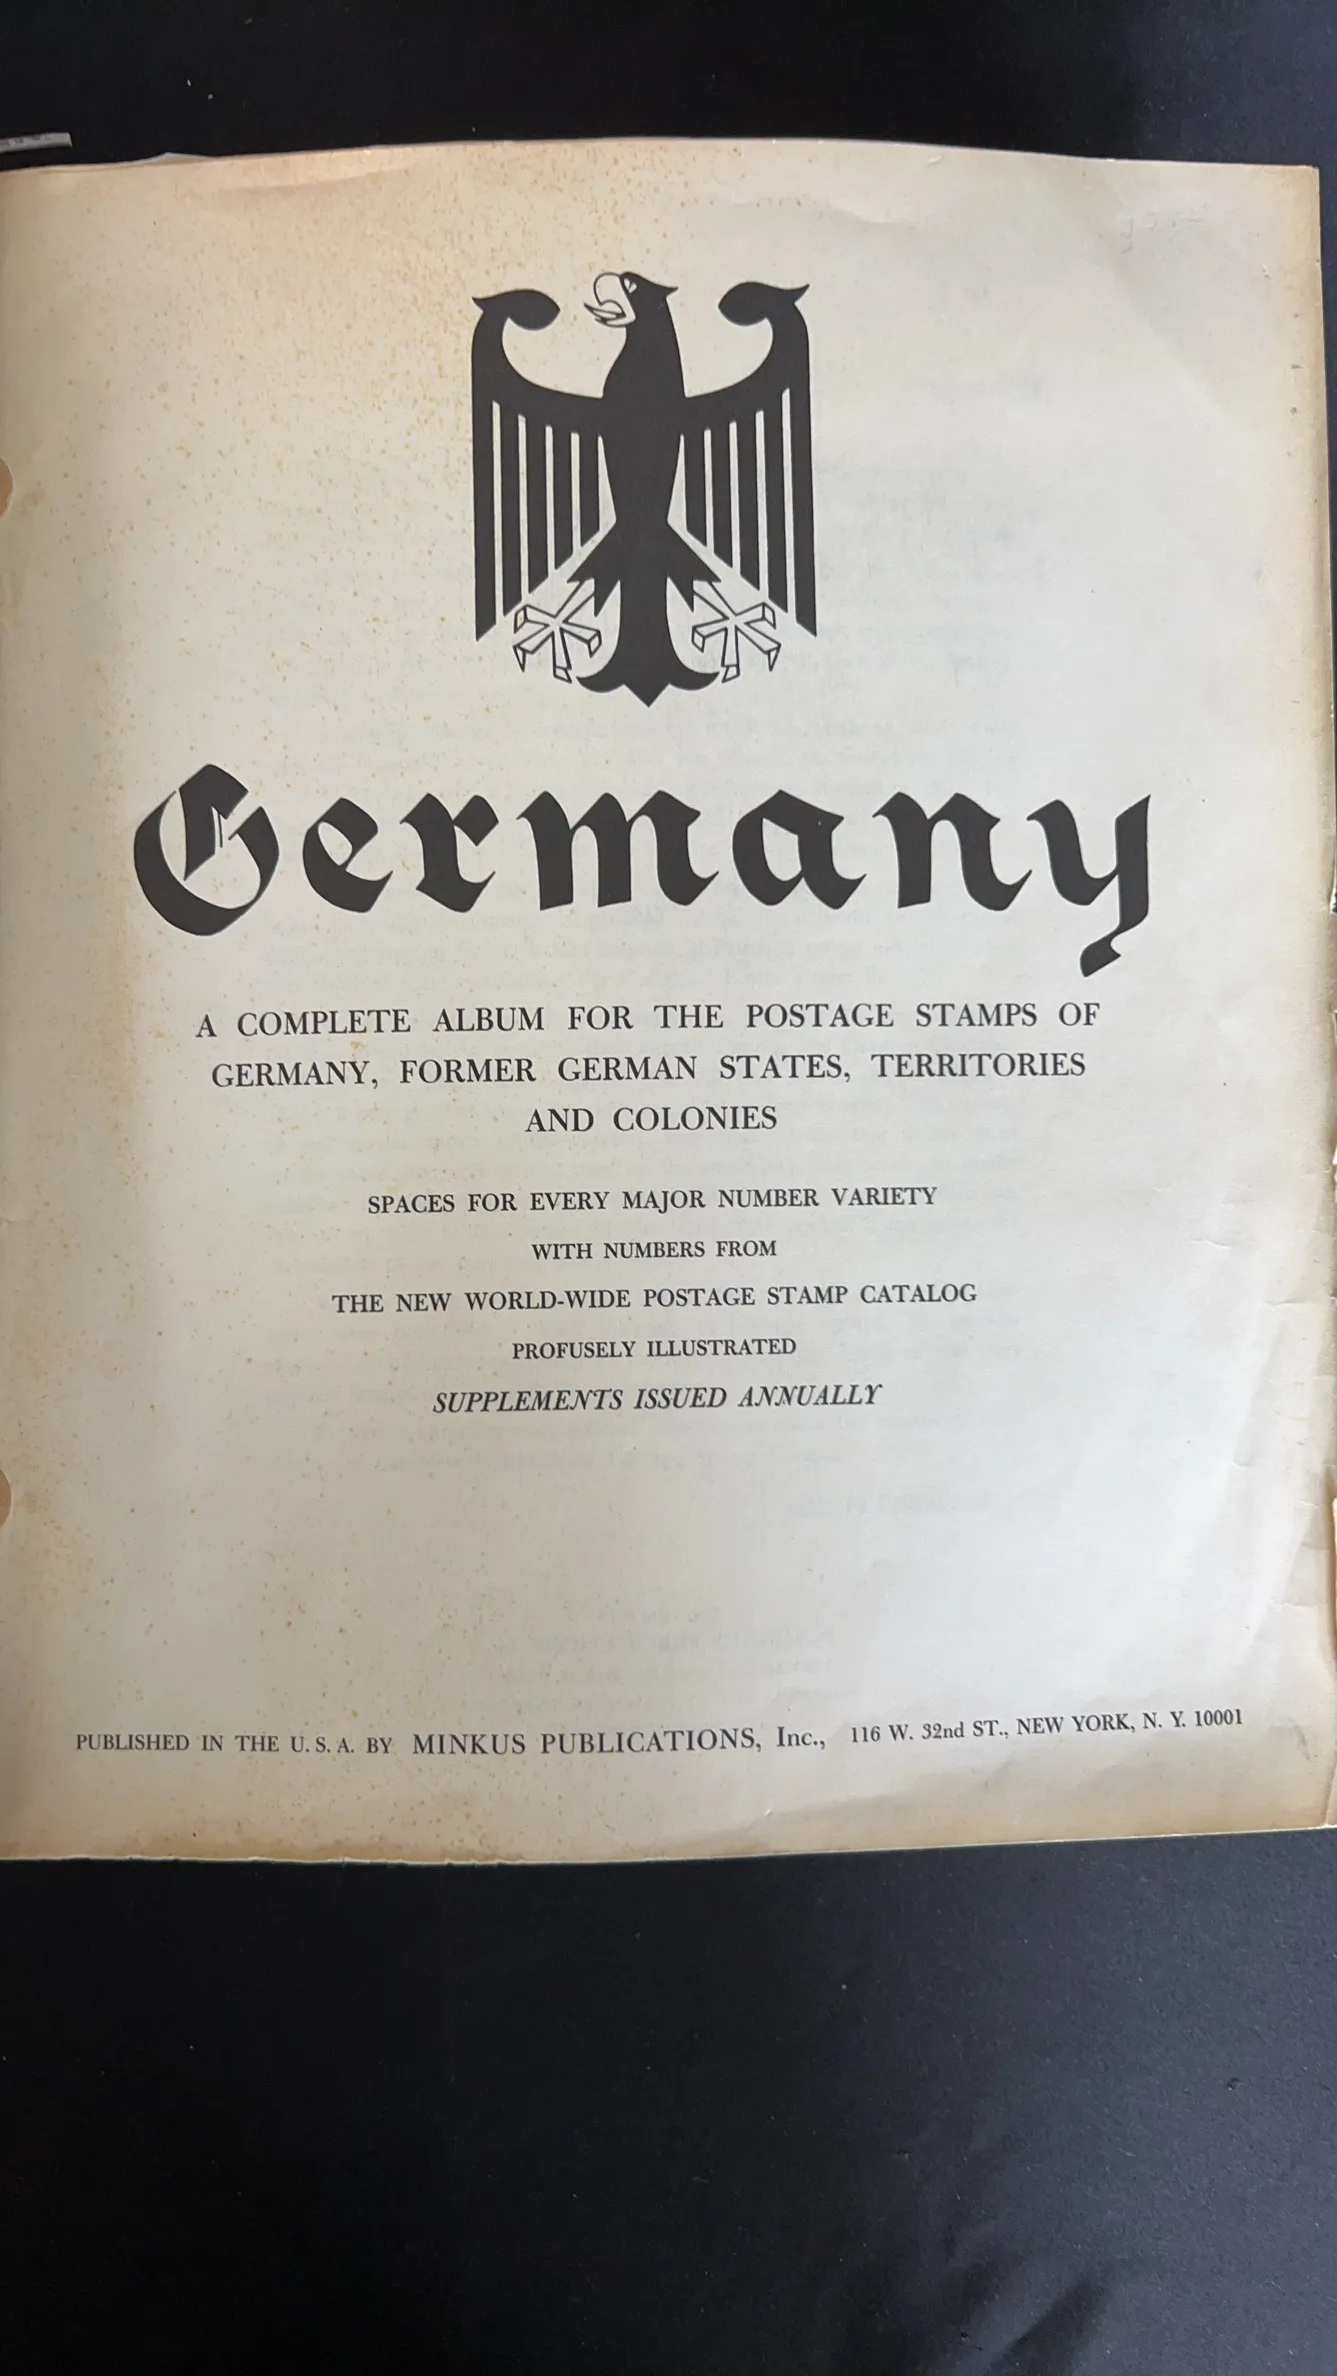 Germany
A COMPLETE ALBUM FOR THE POSTAGE STAMPS OF
GERMANY, FORMER GERMAN STATES, TERRITORIES
AND COLONIES
SPACES FOR EVERY MAJOR NUMBER VARIETY
WITH NUMBERS FROM
THE NEW WORLD-WIDE POSTAGE STAMP CATALOG
PROFUSELY ILLUSTRATED
SUPPLEMENTS ISSUED ANNUALLY
PUBLISHED IN THE U. S. A. BY MINKUS PUBLICATIONS, Inc., 116 W. 32nd ST., NEW YORK, N. Y. 10001